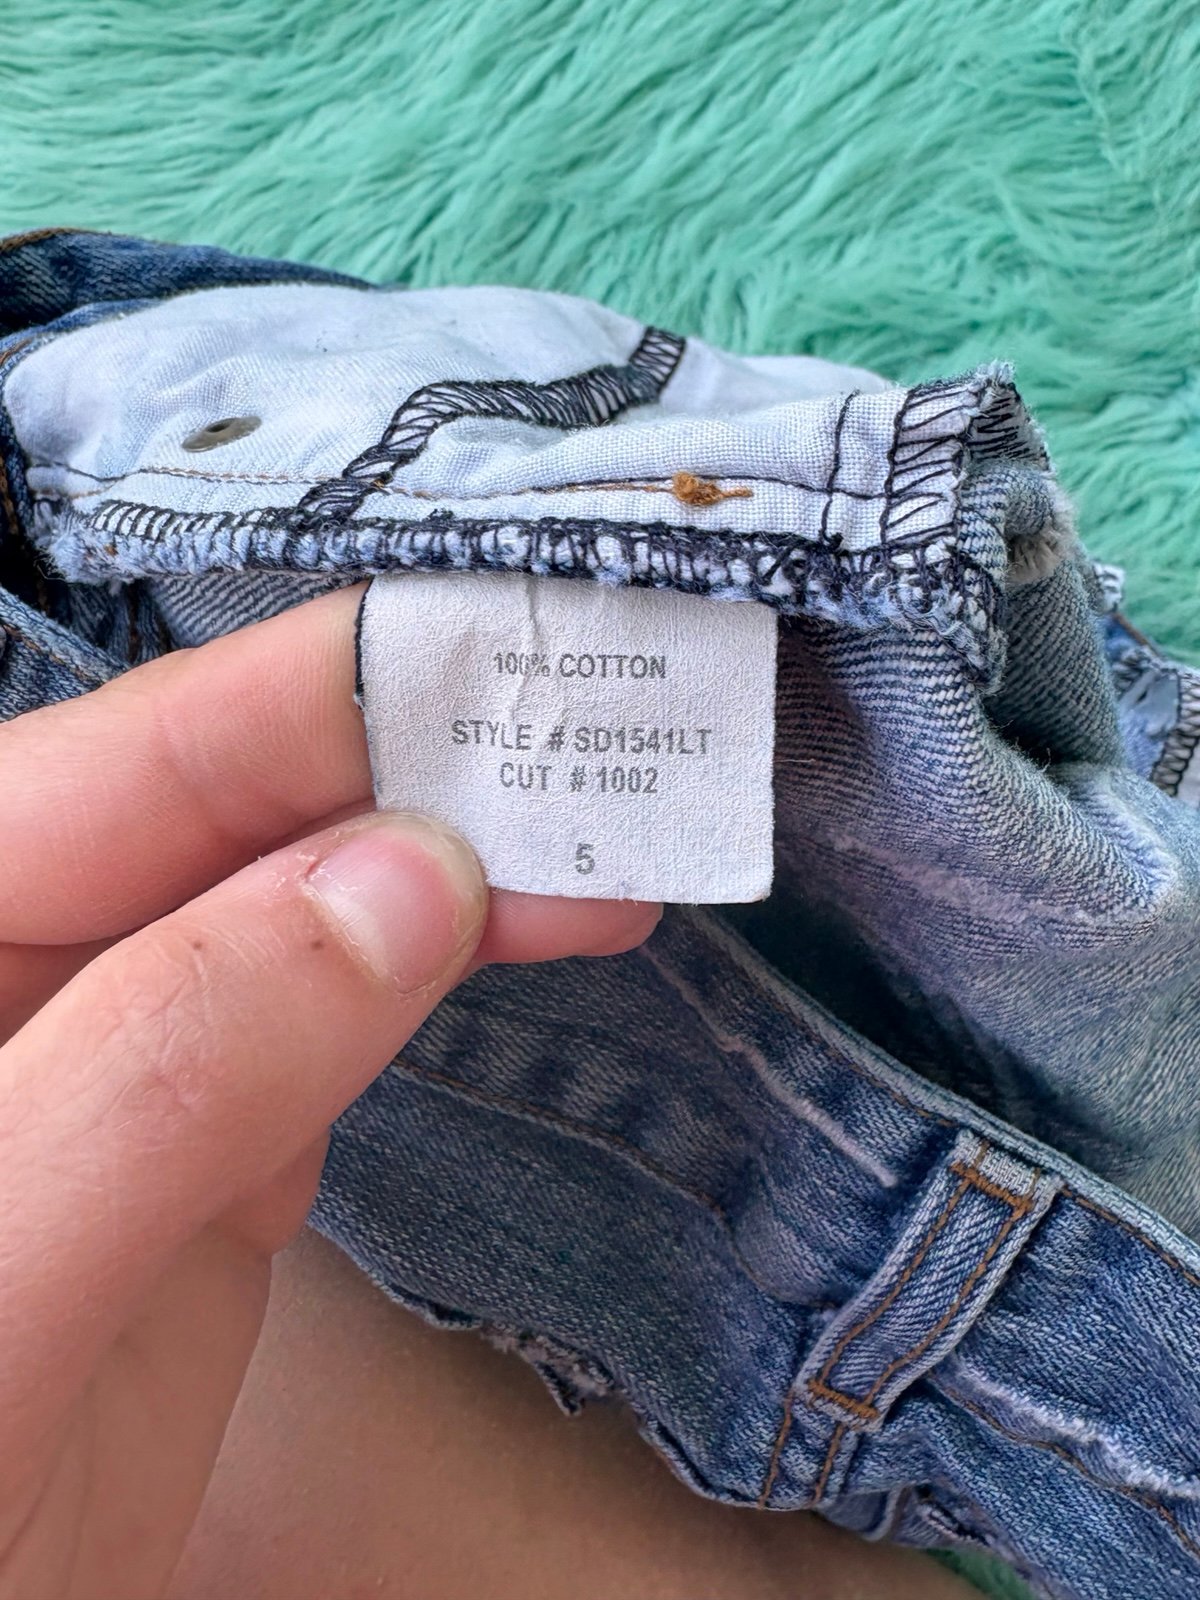 100% COTTON
STYLE # SD1541LT
CUT # 1002
5